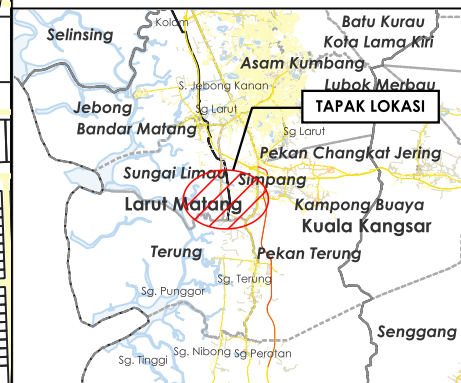 Kolam
Batu Kurau
Selinsing
Kota Lama Kiri
Asam Kumbang
S. Jebong Kanan
Lubok Merbau
Jebong
Sg Larut
TAPAK LOKASI
Bandar Matang
Sg Larut
Pekan Changkat Jering
Sungai Limau
Simpang
Larut Matang
Kampong Buaya
Kuala Kangsar
Terung
Pekan Terung
Sg. Terung
Sg. Punggor
Senggang
Sg. Nibong
Sg Perotan
Sg. Tinggi